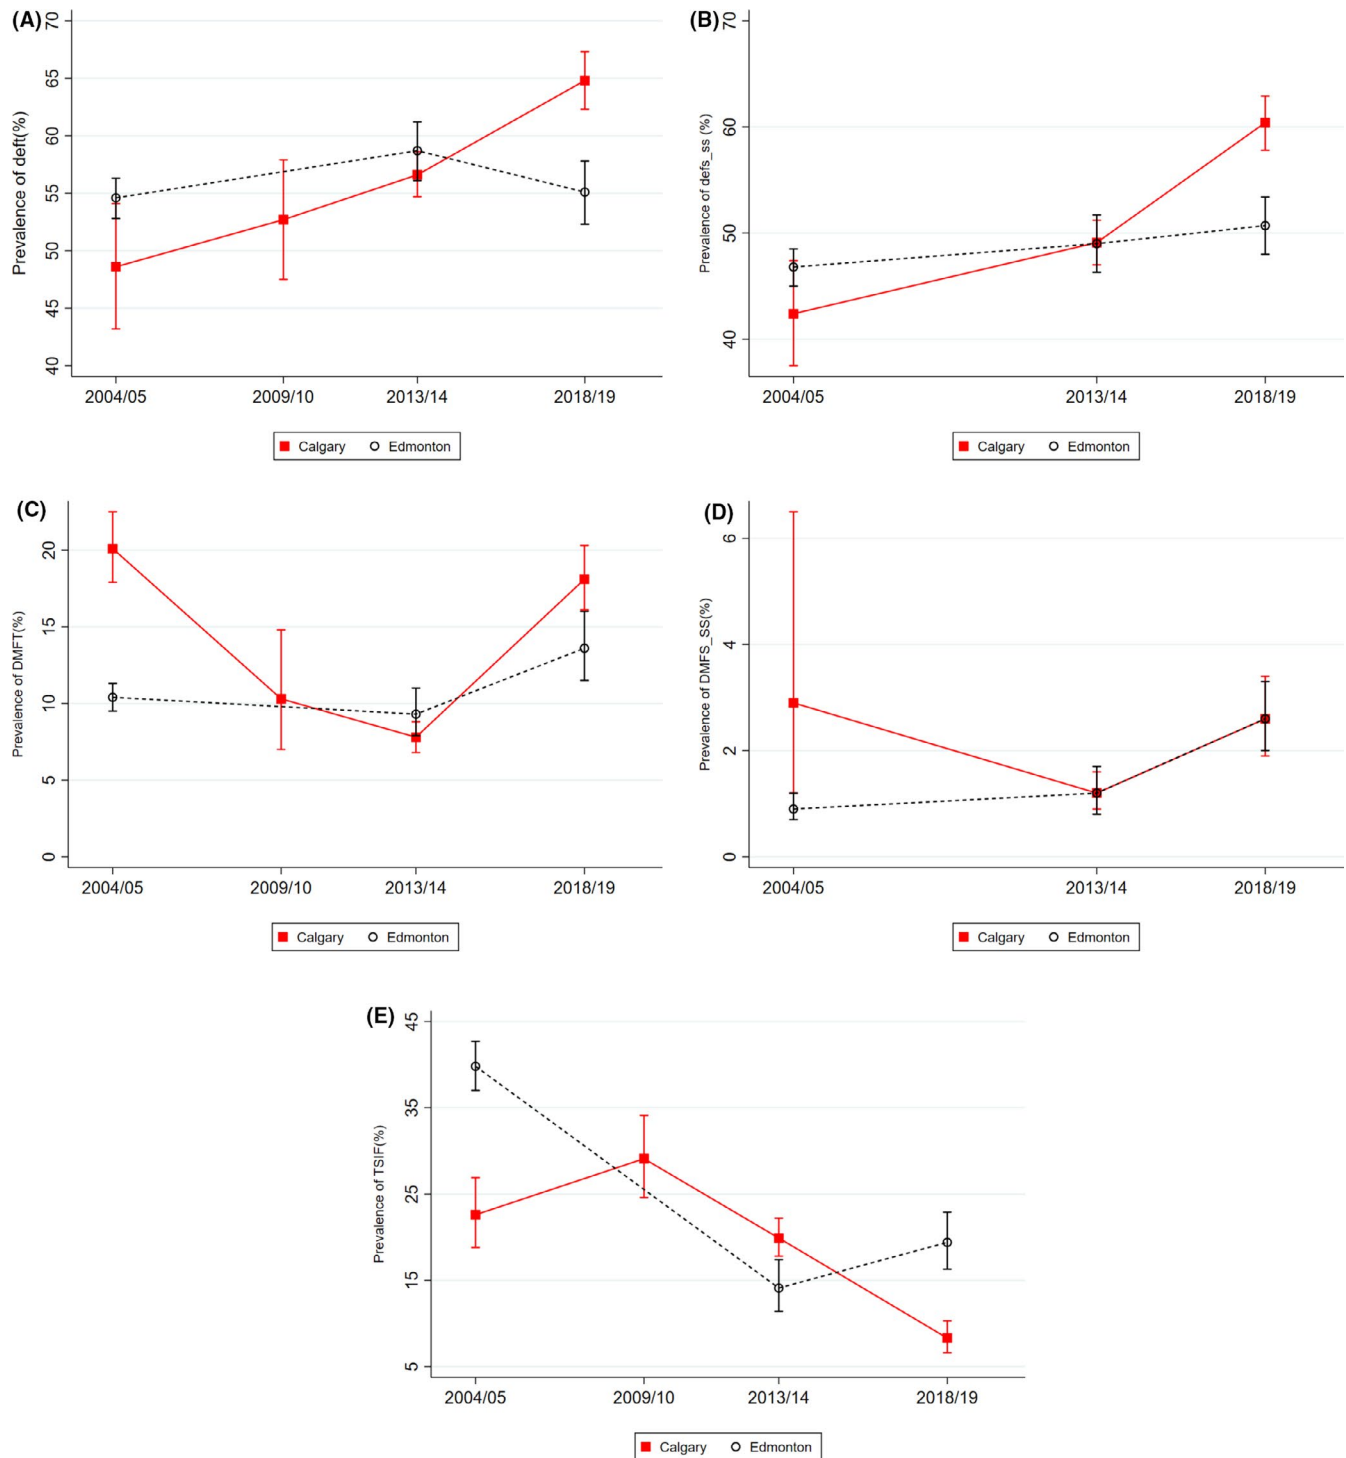 (A)
Prevalence of deft(%)
70
65
60
55
50
45
40
2004/05 2009/10 2013/14 2018/19
Calgary Edmonton
(B)
Prevalence of defs_ss (%)
70
60
50
40
2004/05 2013/14 2018/19
Calgary Edmonton
(C)
Prevalence of DMFT(%)
20
15
10
5
0
2004/05 2009/10 2013/14 2018/19
Calgary Edmonton
(D)
Prevalence of DMFS_SS(%)
6
4
2
0
2004/05 2013/14 2018/19
Calgary Edmonton
(E)
Prevalence of TSIF(%)
45
35
25
15
5
2004/05 2009/10 2013/14 2018/19
Calgary Edmonton